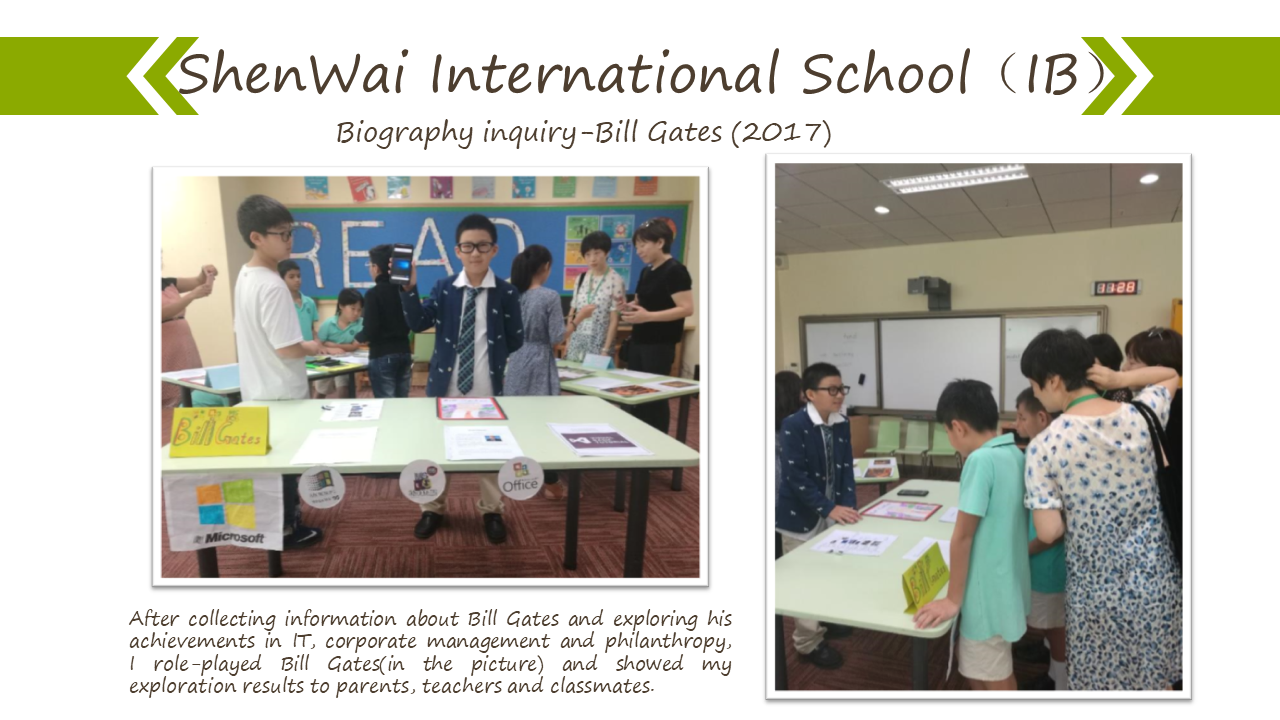 ShenWai International School（IB）
Biography inquiry-Bill Gates (2017)
READ
Bill Gates
Microsoft
Office
11:28
Bill
After collecting information about Bill Gates and exploring his
achievements in IT, corporate management and philanthropy,
I role-played Bill Gates(in the picture) and showed my
exploration results to parents, teachers and classmates.